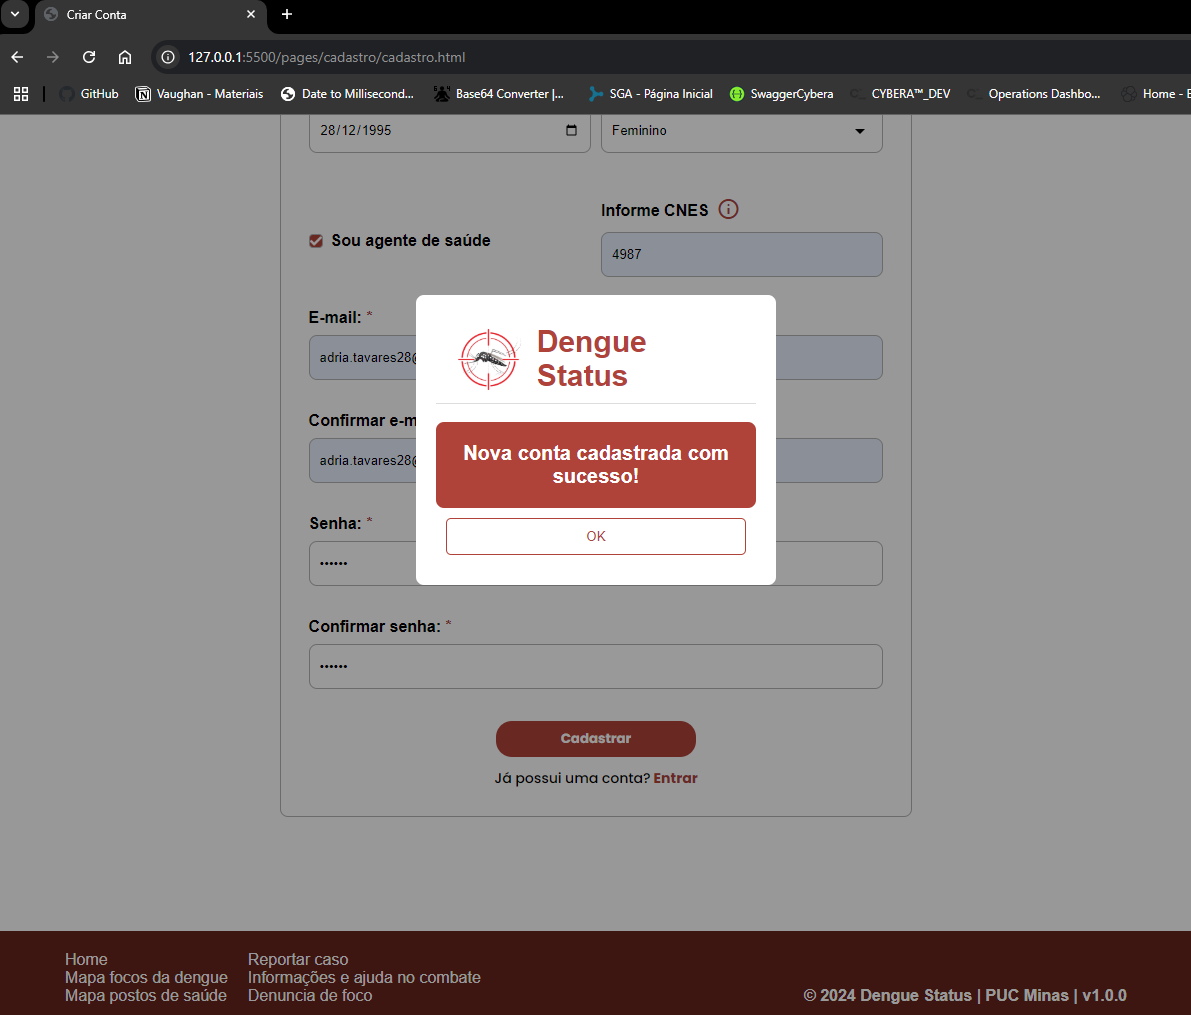 Criar Conta
127.0.0.1:5500/pages/cadastro/cadastro.html
GitHub
Vaughan - Materiais
Date to Millisecond...
Base64 Converter |...
SGA - Página Inicial
SwaggerCybera
CYBERA™_DEV
Operations Dashbo...
Home - E
28/12/1995
Feminino
Informe CNES
Sou agente de saúde
4987
E-mail: *
adria.tavares28@
Confirmar e-m
adria.tavares28@
Dengue
Status
Nova conta cadastrada com
sucesso!
OK
Senha: *
••••••
Confirmar senha: *
••••••
Cadastrar
Já possui uma conta? Entrar
Home
Mapa focos da dengue
Mapa postos de saúde
Reportar caso
Informações e ajuda no combate
Denuncia de foco
© 2024 Dengue Status | PUC Minas | v1.0.0